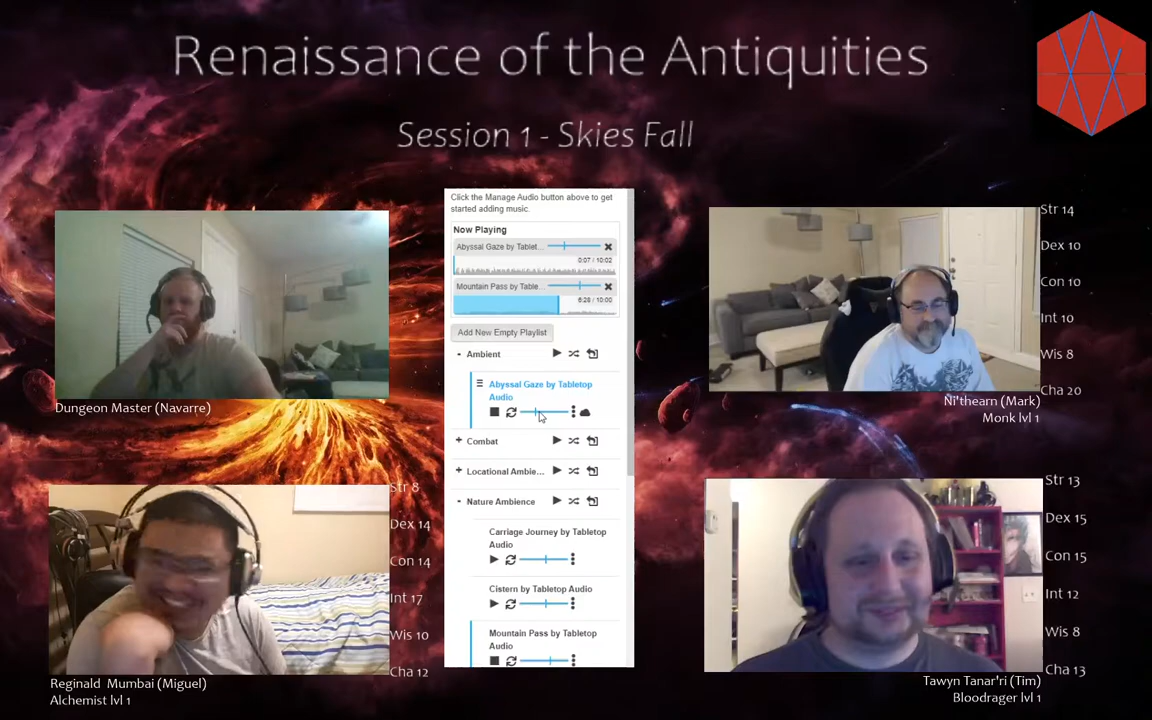 Renaissance of the Antiquities
Session 1 - Skies Fall
Dungeon Master (Navarre)
Click the Manage Audio button above to get
started adding music.
Now Playing
Abyssal Gaze by Tablet...
0:07 / 10:02
Mountain Pass by Table...
6:28 / 10:00
Add New Empty Playlist
Ambient
Abyssal Gaze by Tabletop
Audio
Combat
Locational Ambie...
Nature Ambience
Carriage Journey by Tabletop
Audio
Cistern by Tabletop Audio
Mountain Pass by Tabletop
Audio
Str 14
Dex 10
Con 10
Int 10
Wis 8
Cha 20
Ni'thearn (Mark)
Monk lvl 1
Str 8
Dex 14
Con 14
Int 17
Wis 10
Cha 12
Reginald Mumbai (Miguel)
Alchemist lvl 1
Str 13
Dex 15
Con 15
Int 12
Wis 8
Cha 13
Tawyn Tanar'ri (Tim)
Bloodrager lvl 1